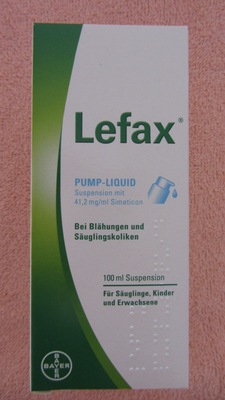 Lefax®
PUMP-LIQUID
Suspension mit
41,2 mg/ml Simeticon
Bei Blähungen und
Säuglingskoliken
100 ml Suspension
Für Säuglinge, Kinder
und Erwachsene
BAYER